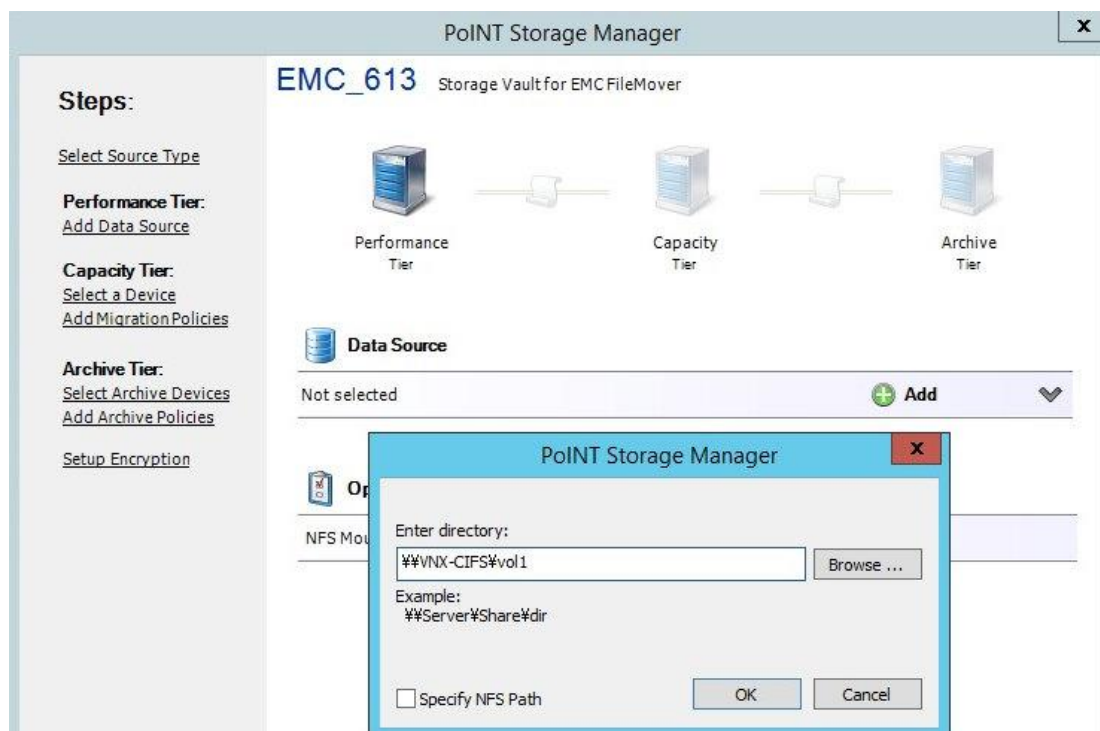 PoINT Storage Manager
x
Steps:
Select Source Type
Performance Tier:
Add Data Source
Capacity Tier:
Select a Device
Add Migration Policies
Archive Tier:
Select Archive Devices
Add Archive Policies
Setup Encryption
EMC_613 Storage Vault for EMC FileMover
Performance
Tier
Capacity
Tier
Archive
Tier
Data Source
Not selected
Add
Op
NFS Mou
PoINT Storage Manager
x
Enter directory:
¥¥VNX-CIFS¥vol1
Browse ...
Example:
¥¥Server¥Share¥dir
Specify NFS Path
OK
Cancel